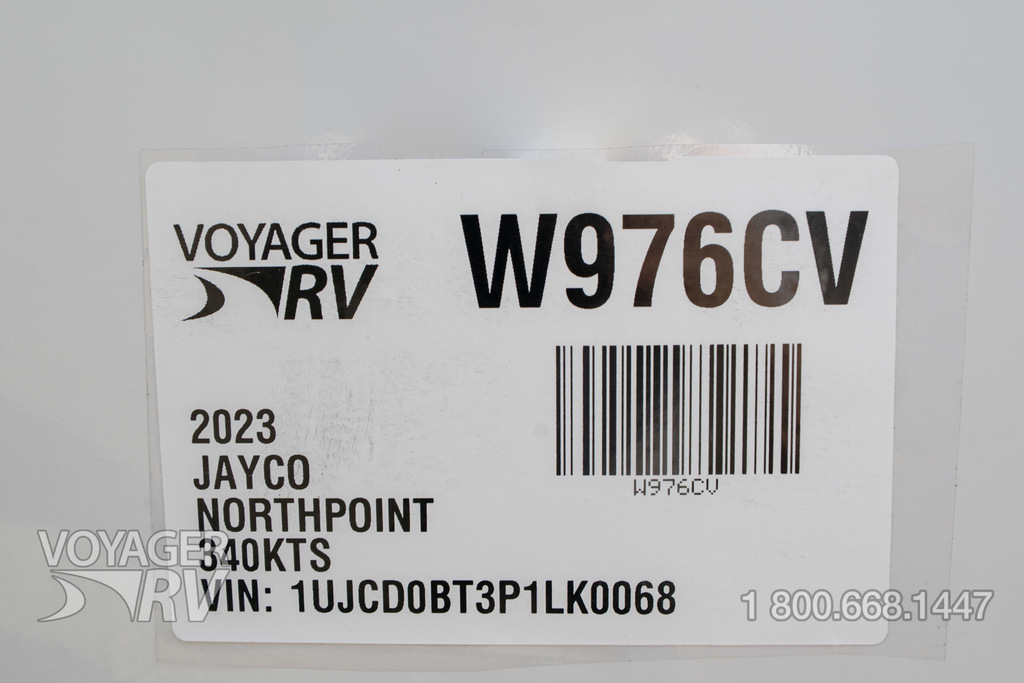 VOYAGER
RV
W976CV
W976CV
2023
JAYCO
NORTHPOINT
340KTS
VIN: 1UJCD0BT3P1LK0068
VOYAGER
RV
1 800.668.1447